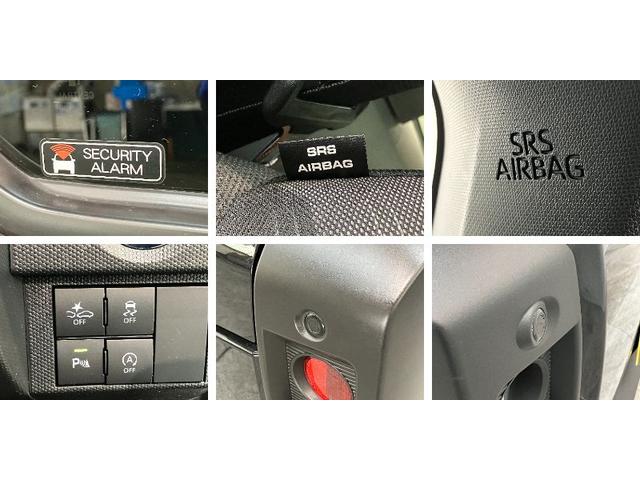 SECURITY
ALARM
SRS
AIRBAG
SRS
AIRBAG
OFF
OFF
P
A
OFF